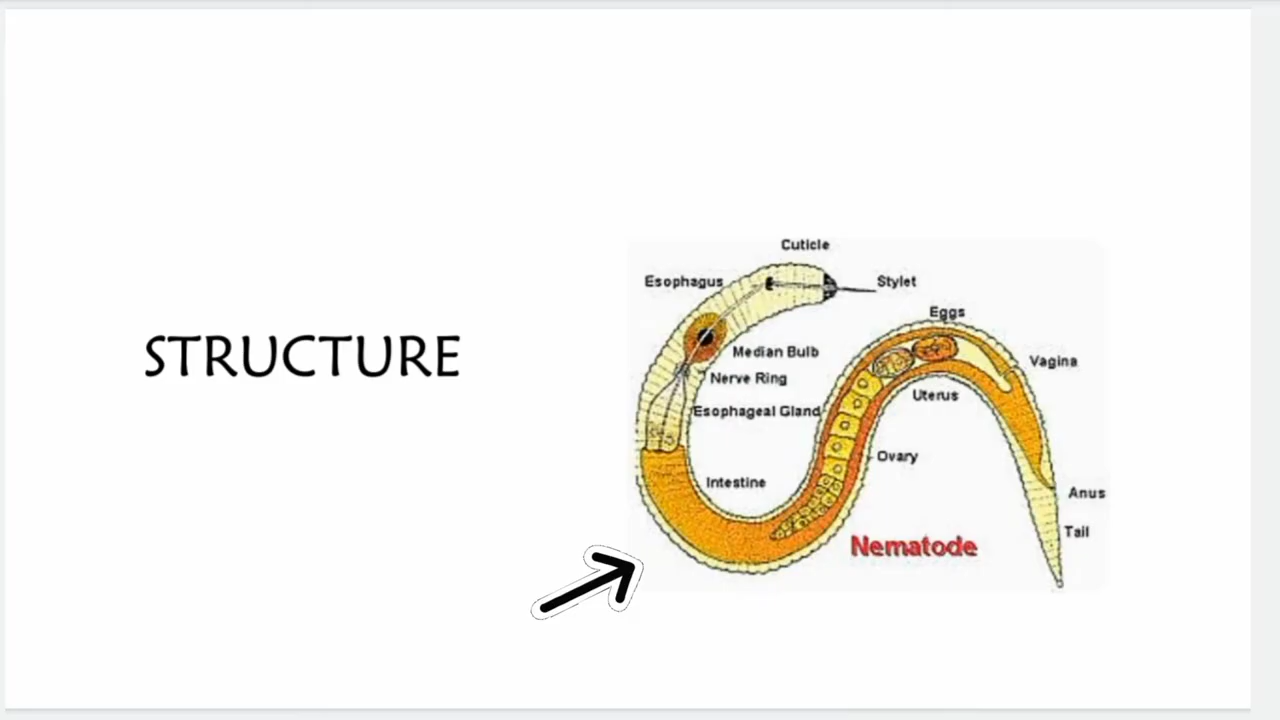 STRUCTURE
Cuticle
Esophagus
Stylet
Eggs
Median Bulb
Vagina
Nerve Ring
Uterus
Esophageal Gland
Ovary
Intestine
Anus
Tail
Nematode